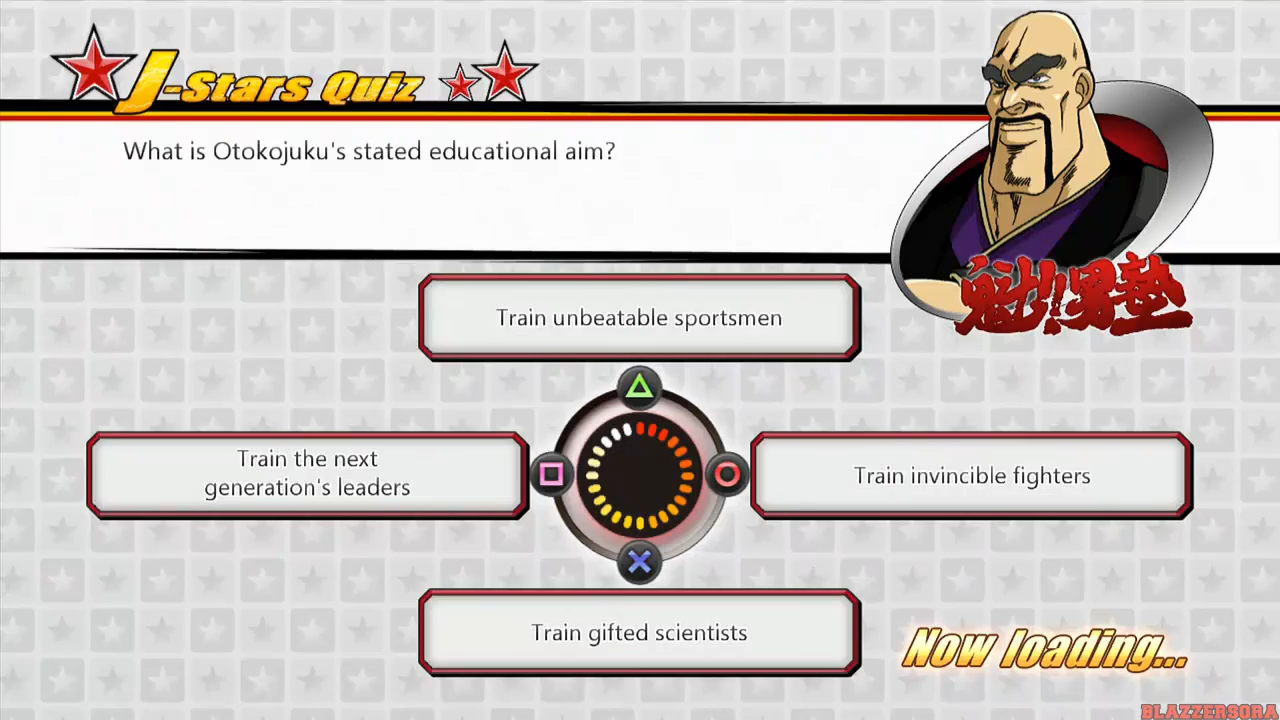 J-Stars Quiz
What is Otokojuku's stated educational aim?
魁!!男塾
Train unbeatable sportsmen
Train the next
generation's leaders
Train invincible fighters
Train gifted scientists
Now loading...
BLAZZERSORA